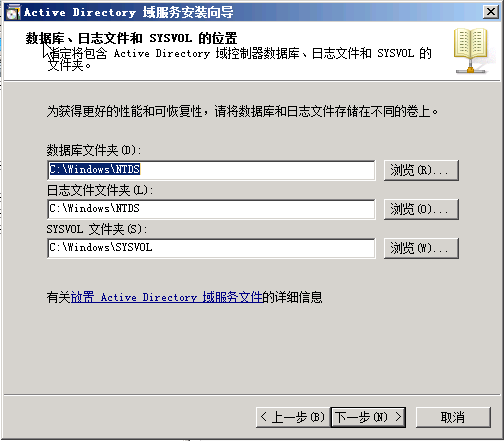 Active Directory 域服务安装向导
数据库、日志文件和 SYSVOL 的位置
指定将包含 Active Directory 域控制器数据库、日志文件和 SYSVOL 的
文件夹。
为获得更好的性能和可恢复性，请将数据库和日志文件存储在不同的卷上。
数据库文件夹(D):
C:\Windows\NTDS
浏览(R)...
日志文件文件夹(L):
C:\Windows\NTDS
浏览(O)...
SYSVOL 文件夹(S):
C:\Windows\SYSVOL
浏览(W)...
有关放置 Active Directory 域服务文件的详细信息
< 上一步(B) 下一步(N) > 取消